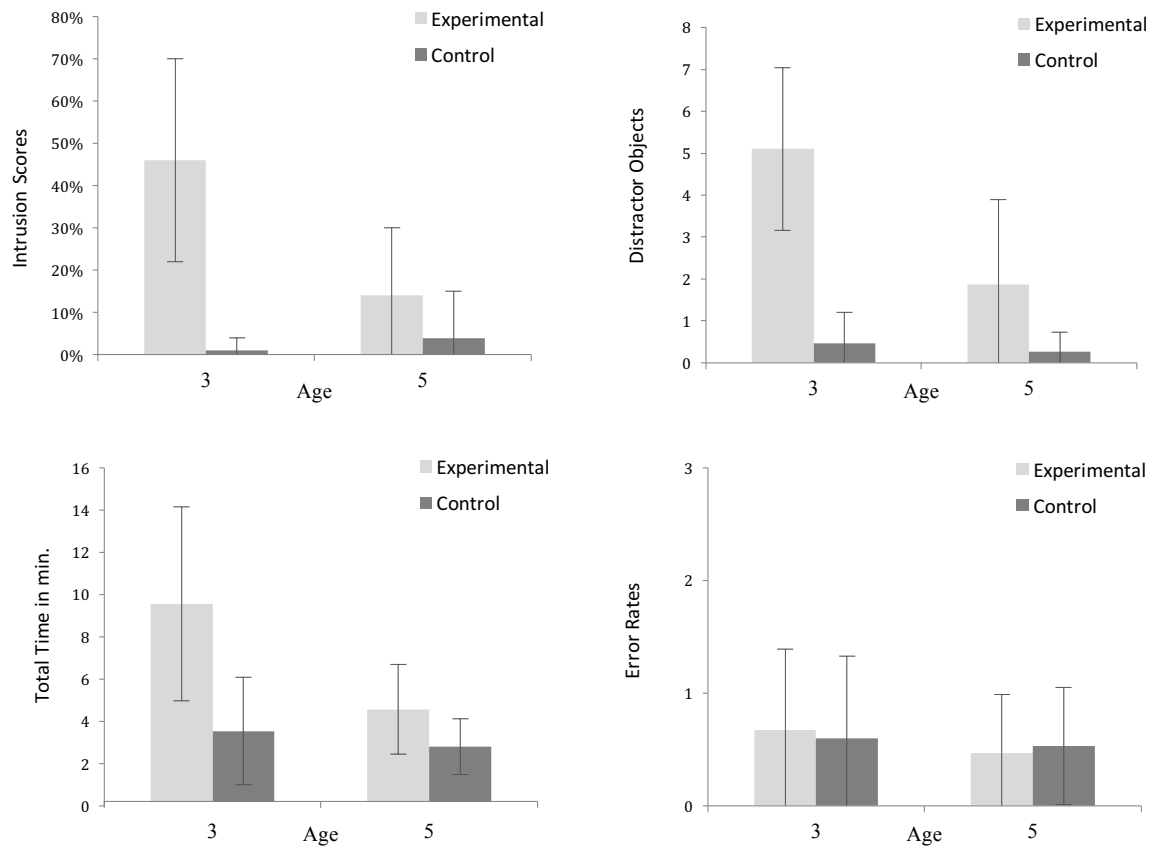 Intrusion Scores
80%
70%
60%
50%
40%
30%
20%
10%
0%
3
Age
5
Experimental
Control
Distractor Objects
8
7
6
5
4
3
2
1
0
3
Age
5
Experimental
Control
Total Time in min.
16
14
12
10
8
6
4
2
0
3
Age
5
Experimental
Control
Error Rates
3
2
1
0
3
Age
5
Experimental
Control